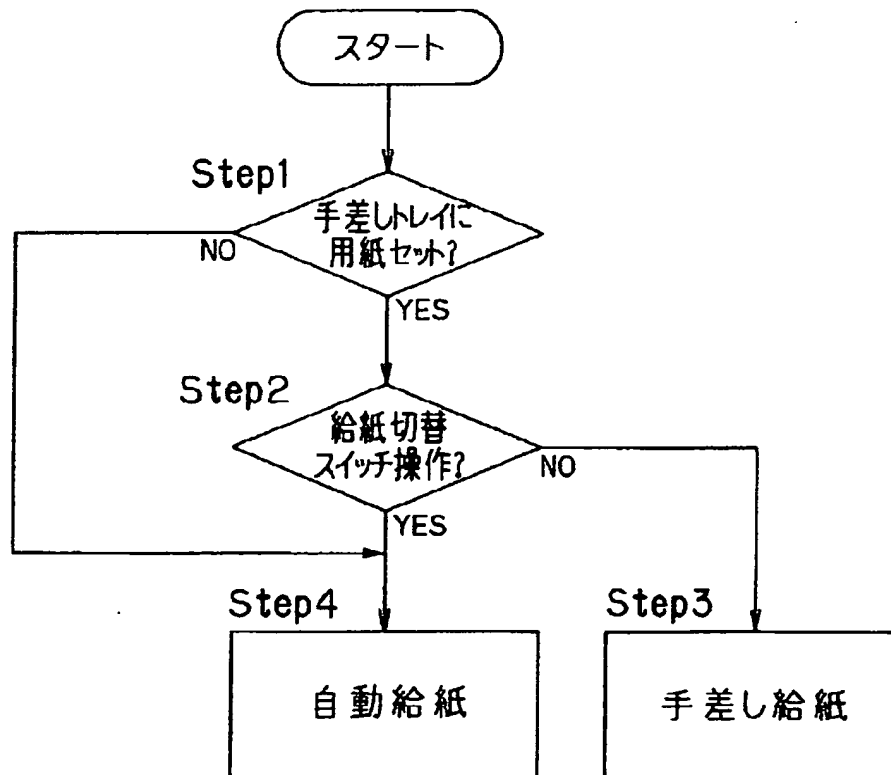 スタート
Step1
手差しトレイに
用紙セット?
NO
YES
Step2
給紙切替
スイッチ操作?
NO
YES
Step4
Step3
自動給紙
手差し給紙